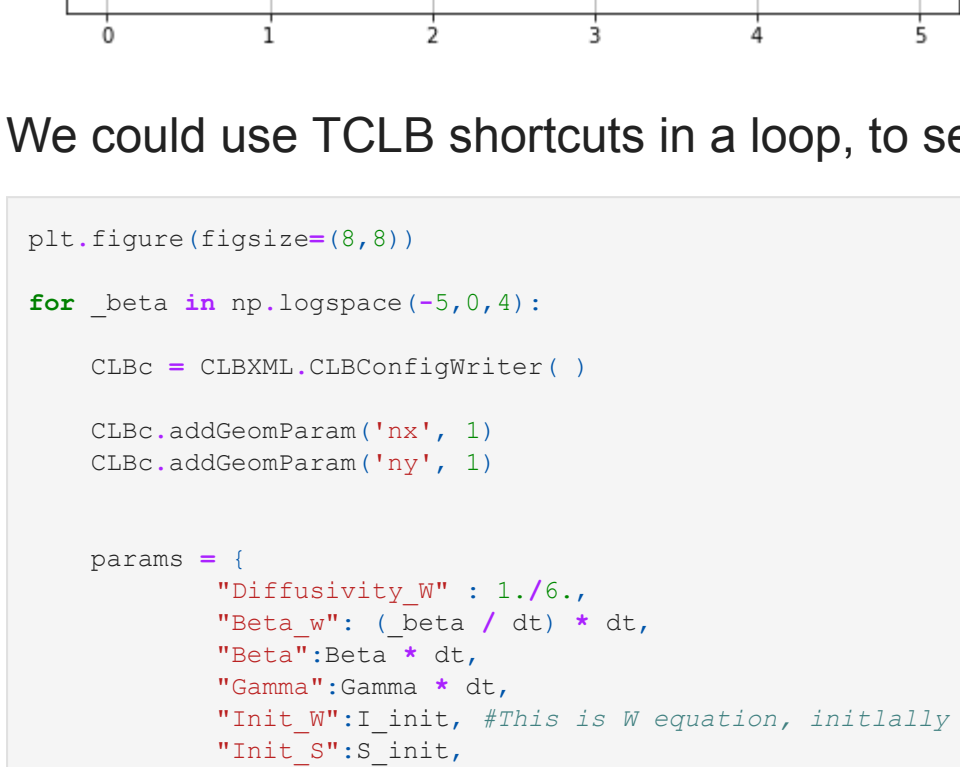 0 1 2 3 4 5
We could use TCLB shortcuts in a loop, to se
plt.figure(figsize=(8,8))
for _beta in np.logspace(-5,0,4):
    CLBc = CLBXML.CLBConfigWriter( )
    CLBc.addGeomParam('nx', 1)
    CLBc.addGeomParam('ny', 1)
    params = {
            "Diffusivity_W" : 1./6.,
            "Beta_w": (_beta / dt) * dt,
            "Beta":Beta * dt,
            "Gamma":Gamma * dt,
            "Init_W":I_init, #This is W equation, initlally
            "Init_S":S_init,